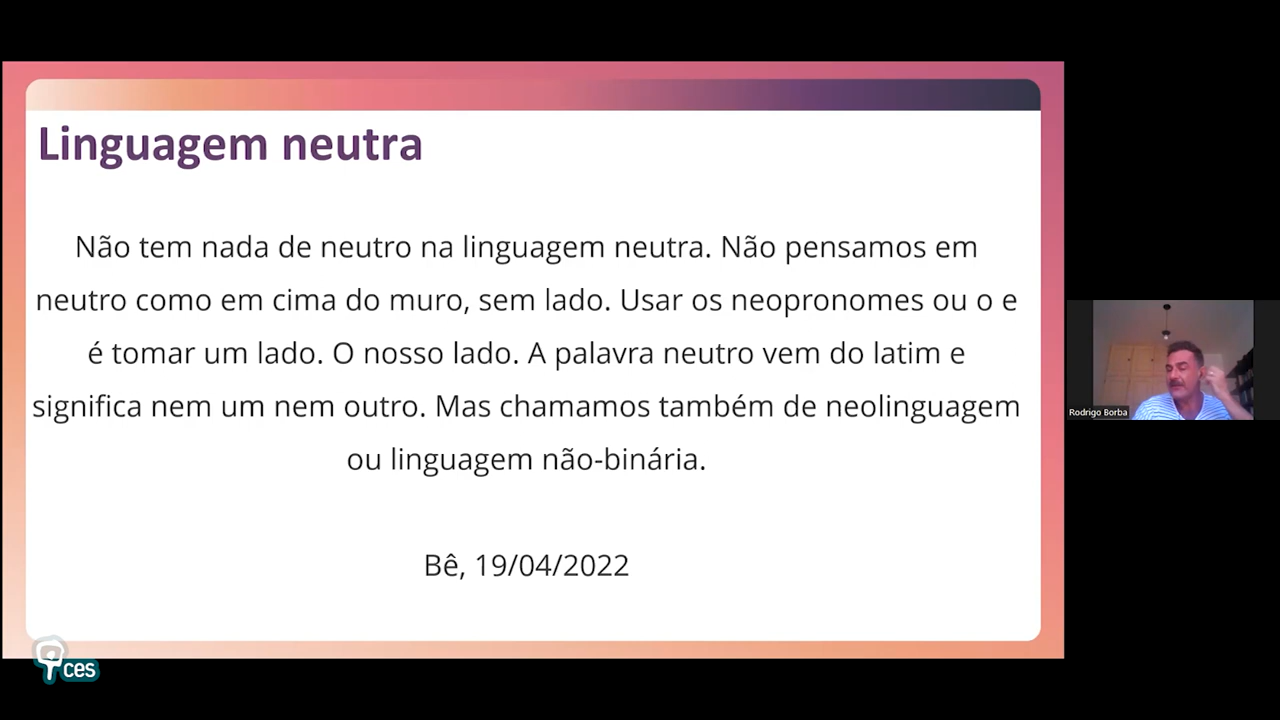 Linguagem neutra
Não tem nada de neutro na linguagem neutra. Não pensamos em
neutro como em cima do muro, sem lado. Usar os neopronomes ou o e
é tomar um lado. O nosso lado. A palavra neutro vem do latim e
significa nem um nem outro. Mas chamamos também de neolinguagem
ou linguagem não-binária.
Bê, 19/04/2022
Rodrigo Borba
ces